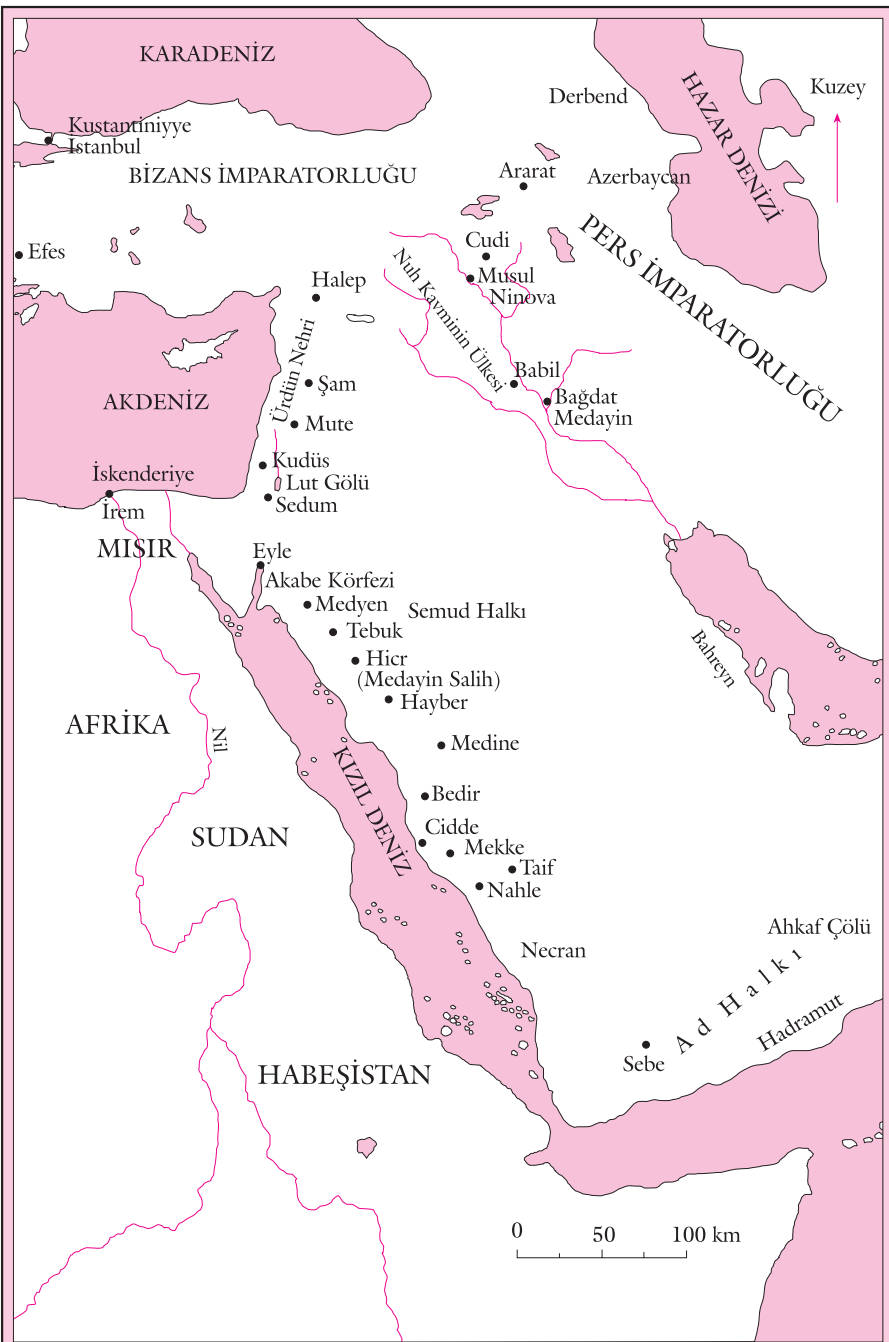 KARADENİZ
HAZAR DENİZİ
Kuzey
Derbend
Kustantiniyye
İstanbul
BİZANS İMPARATORLUĞU
Ararat
Azerbaycan
PERS İMPARATORLUĞU
Efes
Cudi
Musul
Ninova
Nuh Kavminin Ülkesi
Halep
Ürdün Nehri
Şam
Babil
Bağdat
Medayin
AKDENİZ
Mute
Kudüs
Lut Gölü
Sedum
İskenderiye
İrem
MISIR
Eyle
Akabe Körfezi
Medyen
Semud Halkı
Tebuk
Hicr
(Medayin Salih)
Hayber
Bahreyn
AFRİKA
Nil
Medine
KIZIL DENİZ
Bedir
SUDAN
Cidde
Mekke
Taif
Nahle
Necran
Ahkaf Çölü
Ad Halkı
Hadramut
Sebe
HABEŞİSTAN
0 50 100 km